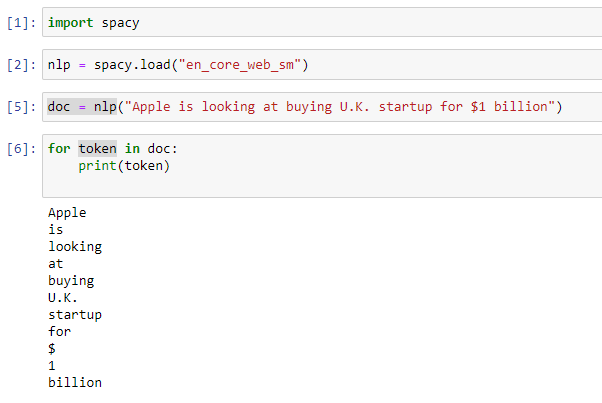 [1]: import spacy
[2]: nlp = spacy.load("en_core_web_sm")
[5]: doc = nlp("Apple is looking at buying U.K. startup for $1 billion")
[6]: for token in doc:
    print(token)
Apple
is
looking
at
buying
U.K.
startup
for
$
1
billion